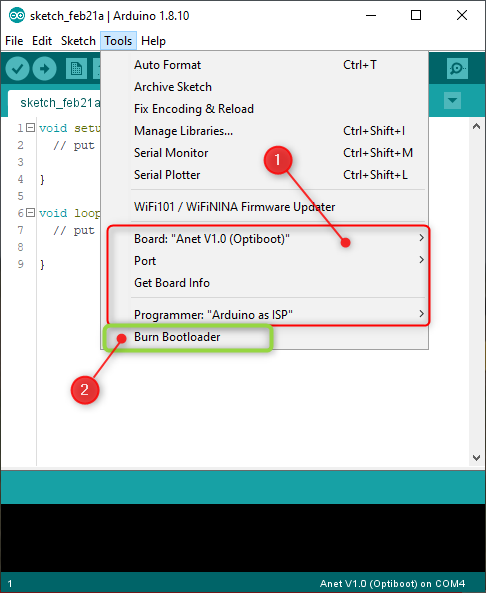 sketch_feb21a | Arduino 1.8.10
File Edit Sketch Tools Help
Auto Format Ctrl+T
Archive Sketch
Fix Encoding & Reload
Manage Libraries... Ctrl+Shift+I
Serial Monitor Ctrl+Shift+M
Serial Plotter Ctrl+Shift+L
WiFi101 / WiFiNINA Firmware Updater
Board: "Anet V1.0 (Optiboot)"
Port
Get Board Info
Programmer: "Arduino as ISP"
Burn Bootloader
1
2
sketch_feb21a
1 void setu
2 // put
3
4 }
5
6 void loop
7 // put
8
9 }
1 Anet V1.0 (Optiboot) on COM4